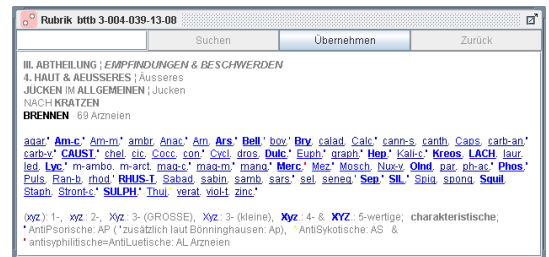 Rubrik bttb 3-004-039-13-08
Suchen Übernehmen Zurück
III. ABTHEILUNG ¦ EMPFINDUNGEN & BESCHWERDEN
4. HAUT & AEUSSERES ¦ Äusseres
JÜCKEN IM ALLGEMEINEN ¦ Jucken
NACH KRATZEN
BRENNEN 69 Arzneien
agar.' Am-c.' Am-m.' ambr. Anac.' Arn. Ars.' Bell.' bov.' Bry. calad. Calc.' cann-s. canth. Caps. carb-an.'
carb-v.' CAUST.' chel. cic. Cocc. con.' Cycl. dros. Dulc.' Euph.' graph.' Hep.' Kali-c.' Kreos. LACH. laur.
led. Lyc.' m-ambo. m-arct. mag-c.' mag-m.' mang.' Merc.' Mez.' Mosch. Nux-v. Olnd. par. ph-ac.' Phos.'
Puls. Ran-b. rhod.' RHUS-T. Sabad. sabin. samb. sars.' sel. seneg.' Sep.' SIL.' Spig. spong. Squil.
Staph. Stront-c.' SULPH.' Thuj.' verat. viol-t. zinc.'
(xyz.): 1-, xyz.: 2-, Xyz.: 3- (GROSSE), Xyz.: 3- (kleine), Xyz.: 4- & XYZ.: 5-wertige; charakteristische;
' AntiPsorische: AP ( ' zusätzlich laut Bönninghausen: Ap), ' AntiSykotische: AS &
' antisyphilitische=AntiLuetische: AL Arzneien